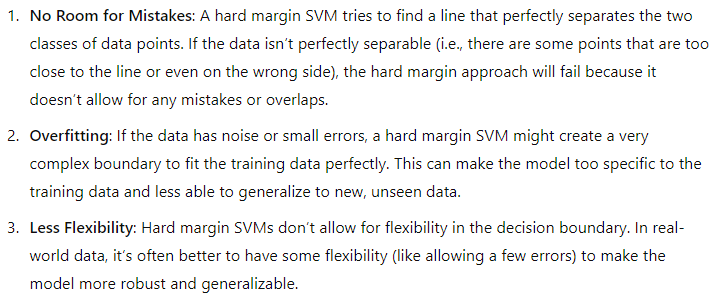 1. No Room for Mistakes: A hard margin SVM tries to find a line that perfectly separates the two
classes of data points. If the data isn't perfectly separable (i.e., there are some points that are too
close to the line or even on the wrong side), the hard margin approach will fail because it
doesn't allow for any mistakes or overlaps.
2. Overfitting: If the data has noise or small errors, a hard margin SVM might create a very
complex boundary to fit the training data perfectly. This can make the model too specific to the
training data and less able to generalize to new, unseen data.
3. Less Flexibility: Hard margin SVMs don't allow for flexibility in the decision boundary. In real-
world data, it's often better to have some flexibility (like allowing a few errors) to make the
model more robust and generalizable.